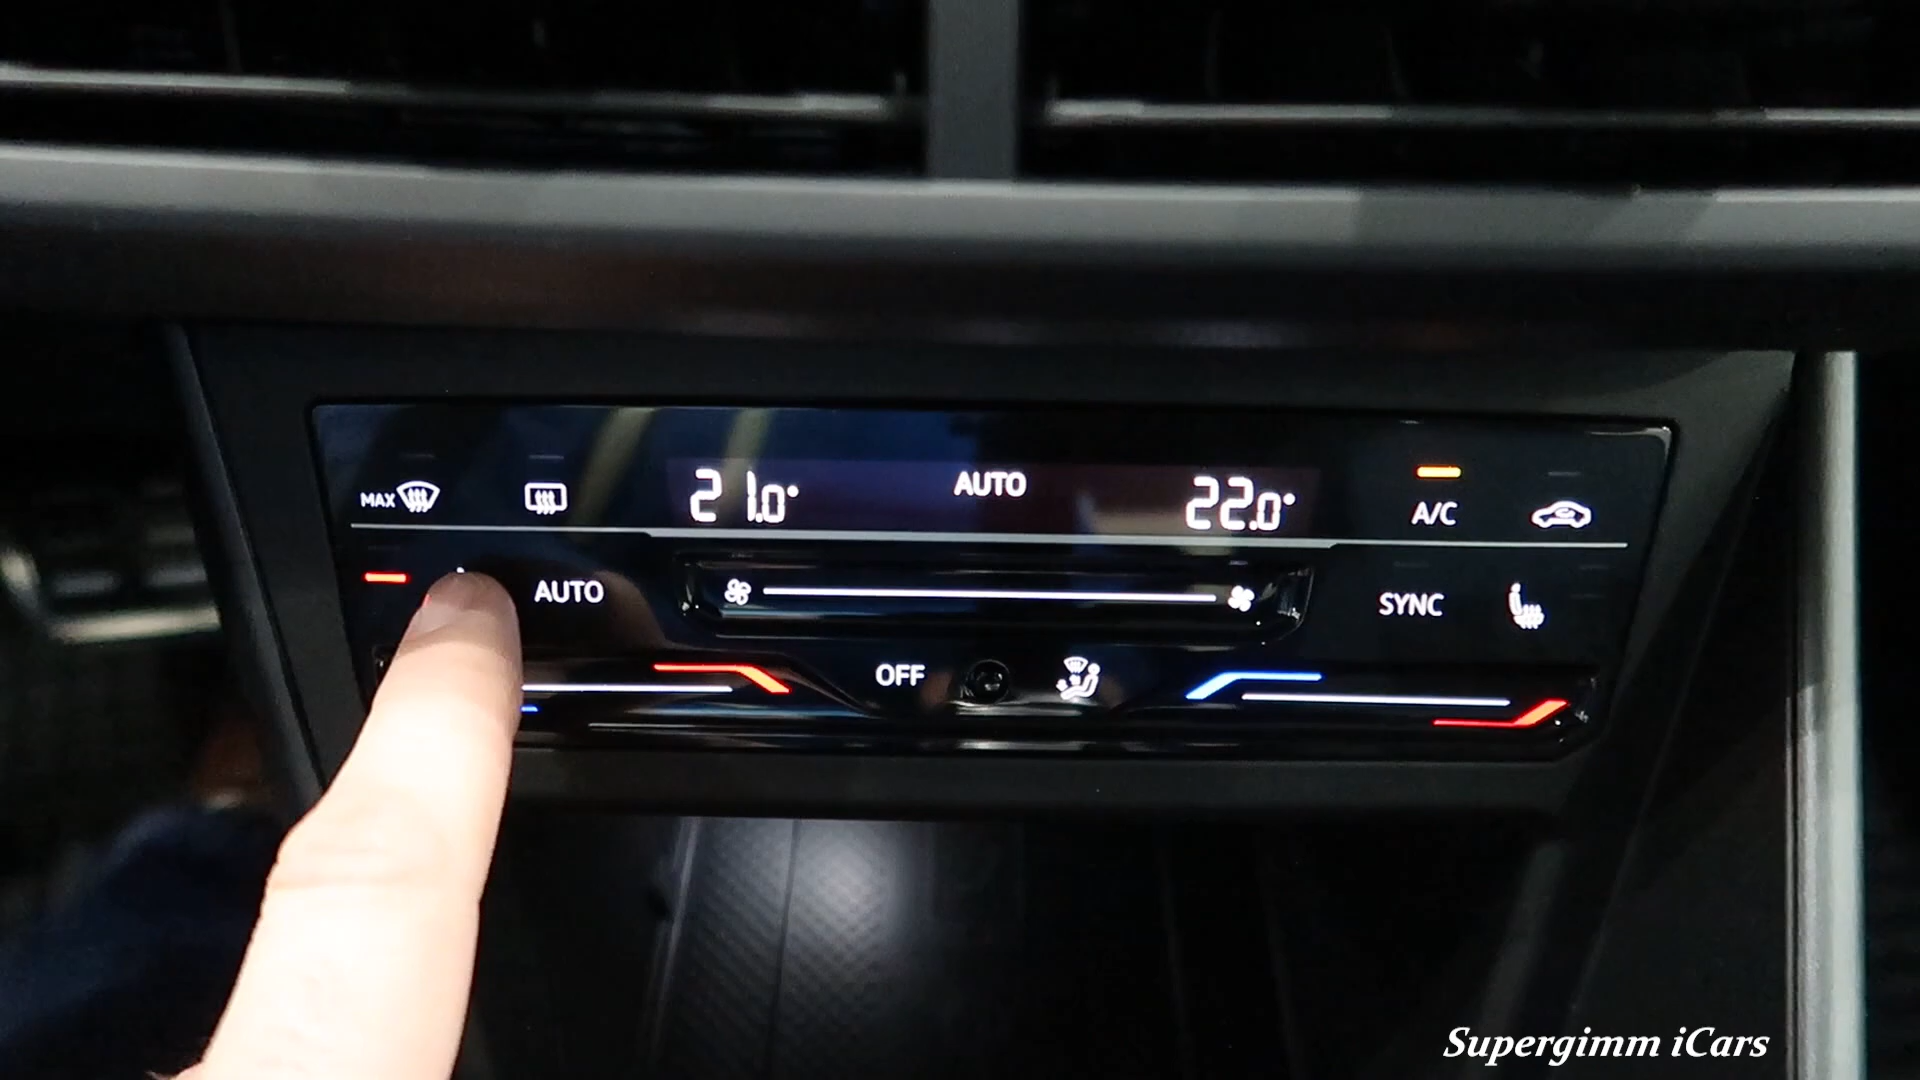 MAX
21.0°
AUTO
22.0°
A/C
AUTO
SYNC
OFF
Supergimm iCars